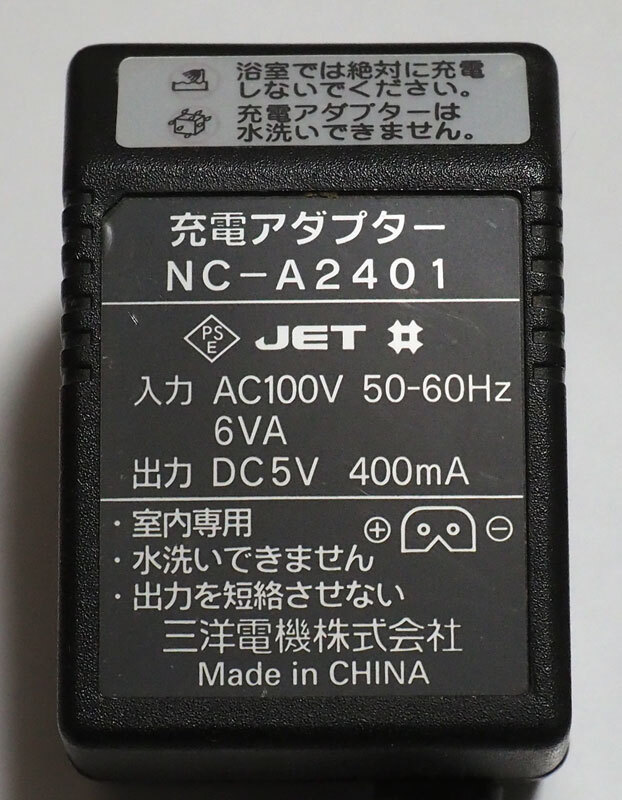 浴室では絶対に充電
しないでください。
充電アダプターは
水洗いできません。
充電アダプター
NC-A2401
PS
E
JET
入力 AC100V 50-60Hz
6VA
出力 DC5V 400mA
・室内専用
・水洗いできません
・出力を短絡させない
三洋電機株式会社
Made in CHINA